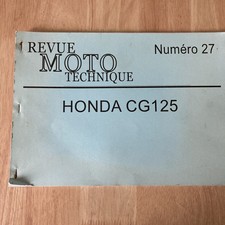 REVUE
MOTO
TECHNIQUE
Numéro 27
HONDA CG125